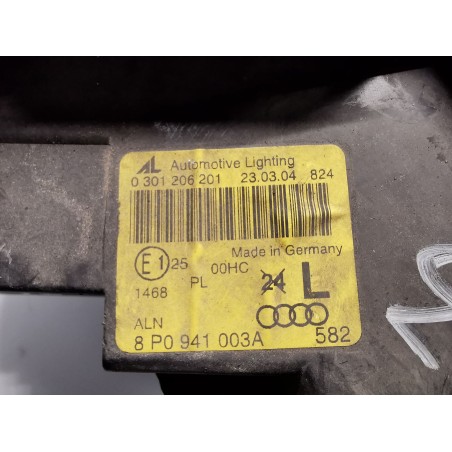 AL Automotive Lighting
0 301 206 201 23.03.04 824
Made in Germany
E1 25 00HC 24 L
1468 PL
ALN
8 P0 941 003A 582